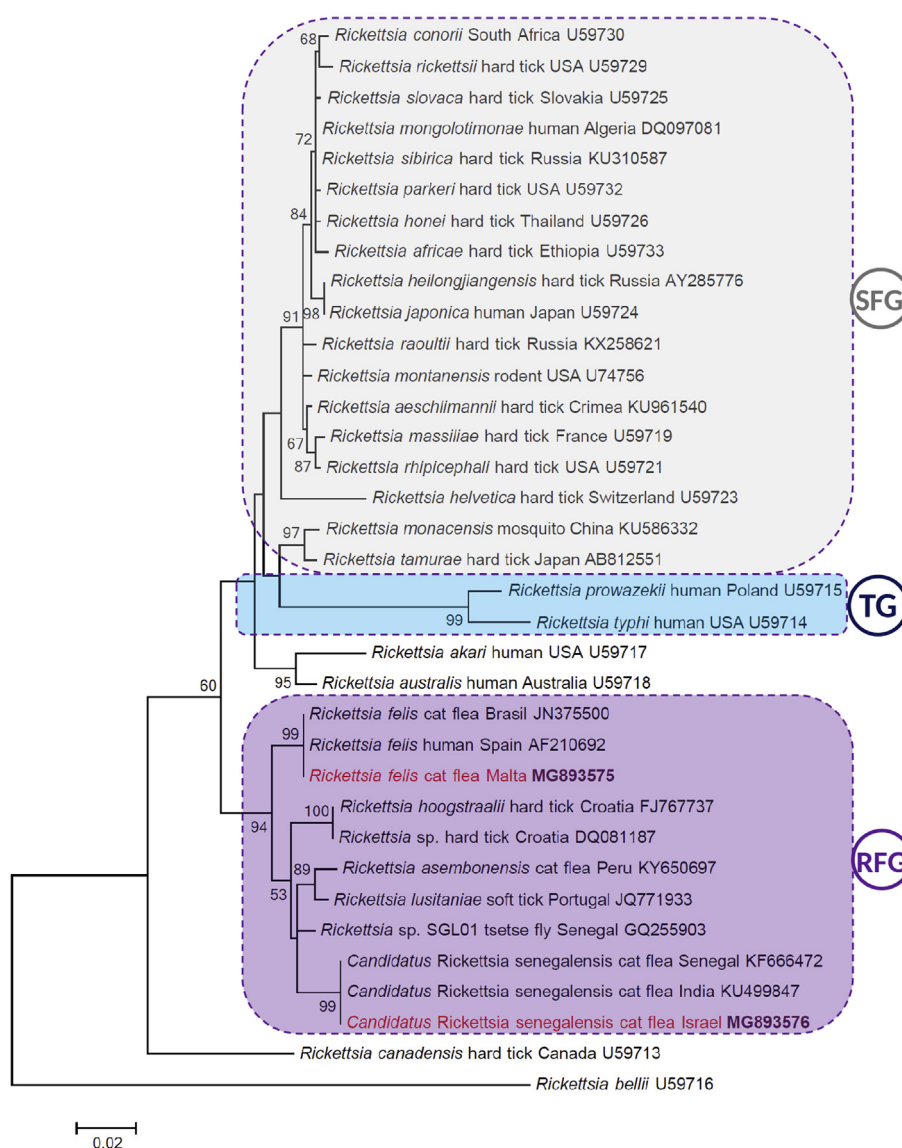 68
Rickettsia conorii South Africa U59730
Rickettsia rickettsii hard tick USA U59729
Rickettsia slovaca hard tick Slovakia U59725
Rickettsia mongolotimonae human Algeria DQ097081
72
Rickettsia sibirica hard tick Russia KU310587
Rickettsia parkeri hard tick USA U59732
84
Rickettsia honei hard tick Thailand U59726
Rickettsia africae hard tick Ethiopia U59733
Rickettsia heilongjiangensis hard tick Russia AY285776
SFG
91
98
Rickettsia japonica human Japan U59724
Rickettsia raoultii hard tick Russia KX258621
Rickettsia montanensis rodent USA U74756
Rickettsia aeschlimannii hard tick Crimea KU961540
67
Rickettsia massiliae hard tick France U59719
87
Rickettsia rhipicephali hard tick USA U59721
Rickettsia helvetica hard tick Switzerland U59723
97
Rickettsia monacensis mosquito China KU586332
Rickettsia tamurae hard tick Japan AB812551
Rickettsia prowazekii human Poland U59715
TG
99
Rickettsia typhi human USA U59714
Rickettsia akari human USA U59717
60
95
Rickettsia australis human Australia U59718
Rickettsia felis cat flea Brasil JN375500
99
Rickettsia felis human Spain AF210692
Rickettsia felis cat flea Malta MG893575
100
Rickettsia hoogstraalii hard tick Croatia FJ767737
94
Rickettsia sp. hard tick Croatia DQ081187
RFG
89
Rickettsia asembonensis cat flea Peru KY650697
53
Rickettsia lusitaniae soft tick Portugal JQ771933
Rickettsia sp. SGL01 tsetse fly Senegal GQ255903
Candidatus Rickettsia senegalensis cat flea Senegal KF666472
99
Candidatus Rickettsia senegalensis cat flea India KU499847
Candidatus Rickettsia senegalensis cat flea Israel MG893576
Rickettsia canadensis hard tick Canada U59713
Rickettsia bellii U59716
0.02